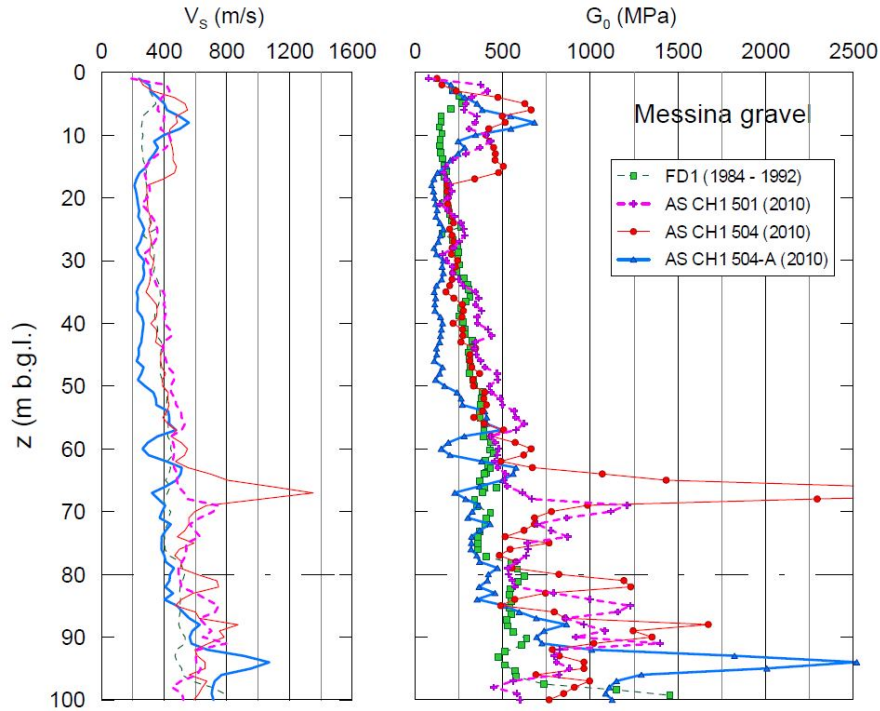 V_S (m/s)
G_0 (MPa)
0 400 800 1200 1600
0 500 1000 1500 2000 2500
0
10
20
30
40
50
60
70
80
90
100
z (m b.g.l.)
Messina gravel
FD1 (1984 - 1992)
AS CH1 501 (2010)
AS CH1 504 (2010)
AS CH1 504-A (2010)